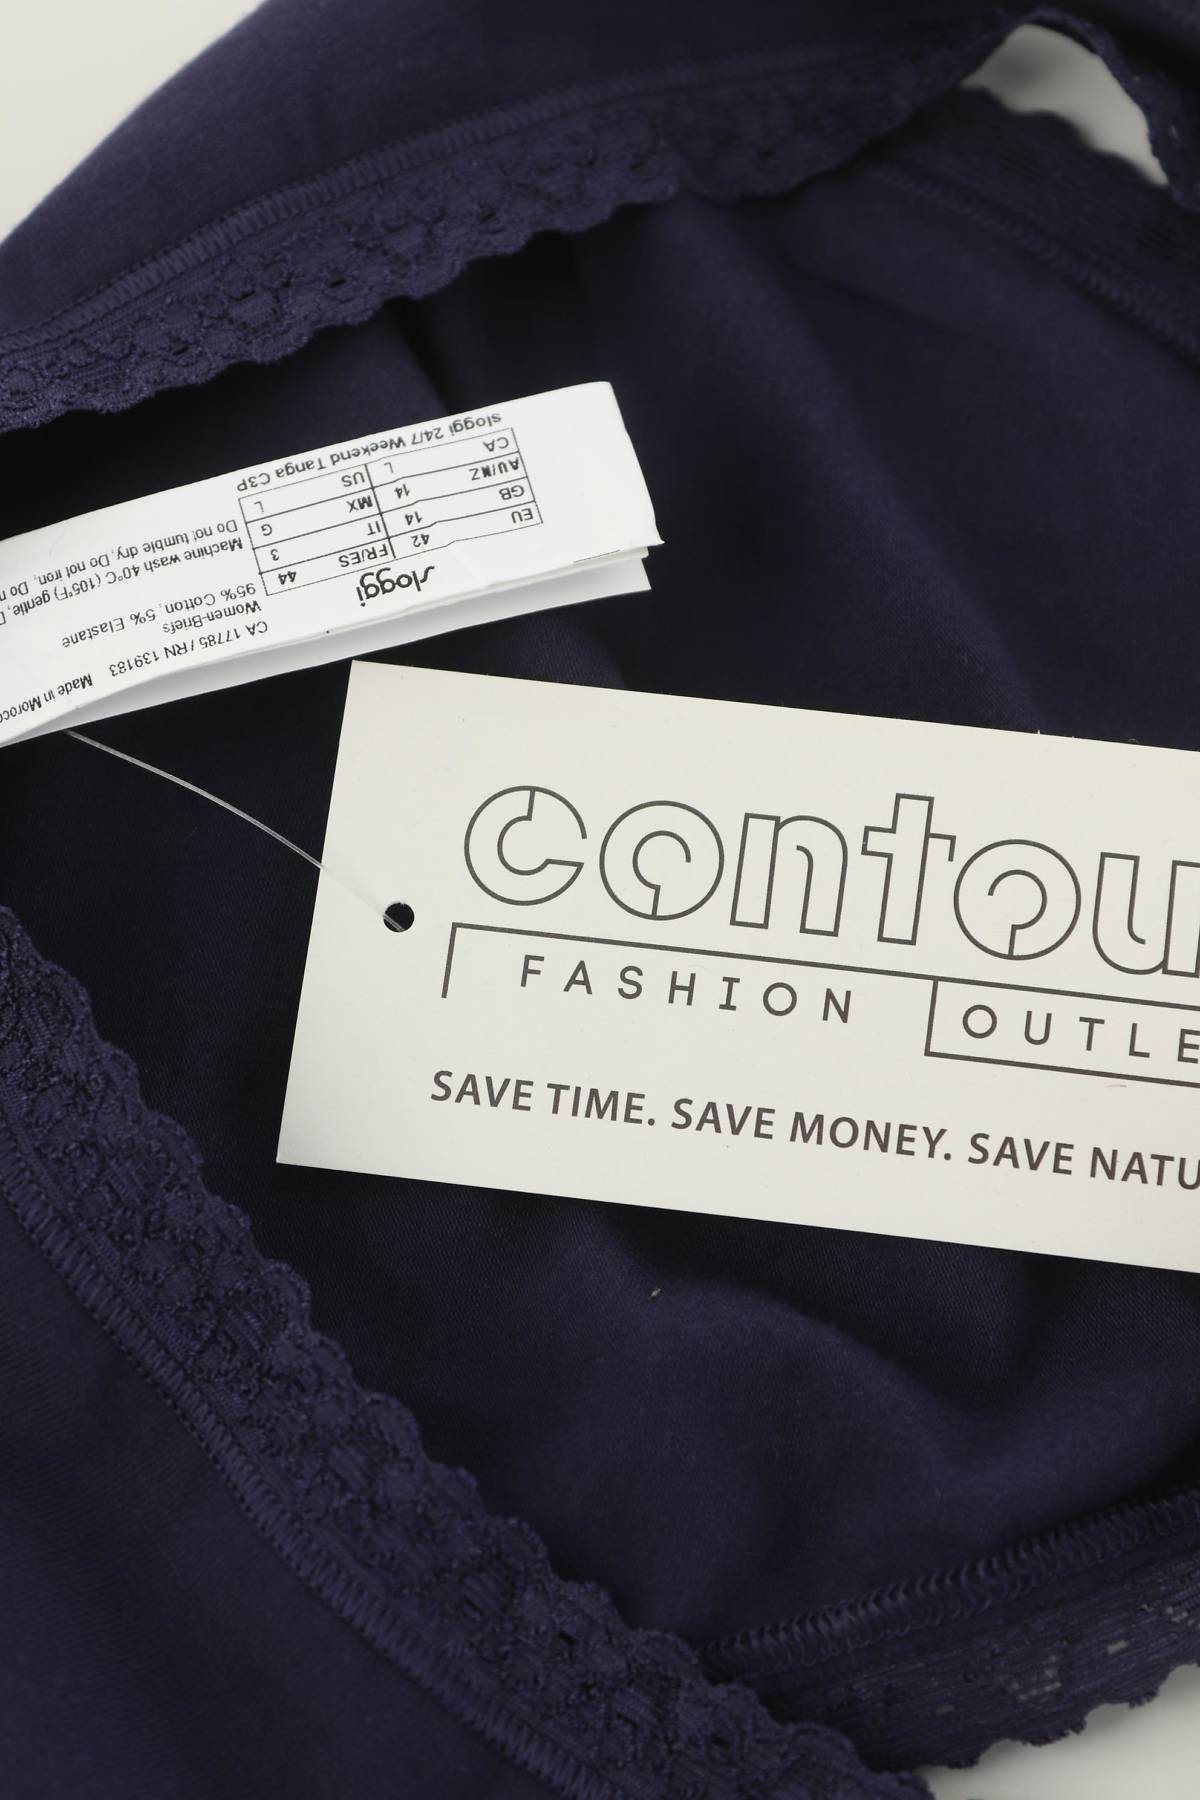 sloggi 24/7 Weekend Tanga C3P
CA L US L
AU/NZ 14 MX G
GB 14 IT 3
EU 42 FR/ES 44
sloggi
Do not tumble dry, Do not iron, Do n
Machine wash 40°C (105°F) gentle, D
95% Cotton, 5% Elastane
Women-Briefs
CA 17785 / RN 139183 Made in Moroc
contou
FASHION OUTLE
SAVE TIME. SAVE MONEY. SAVE NATU